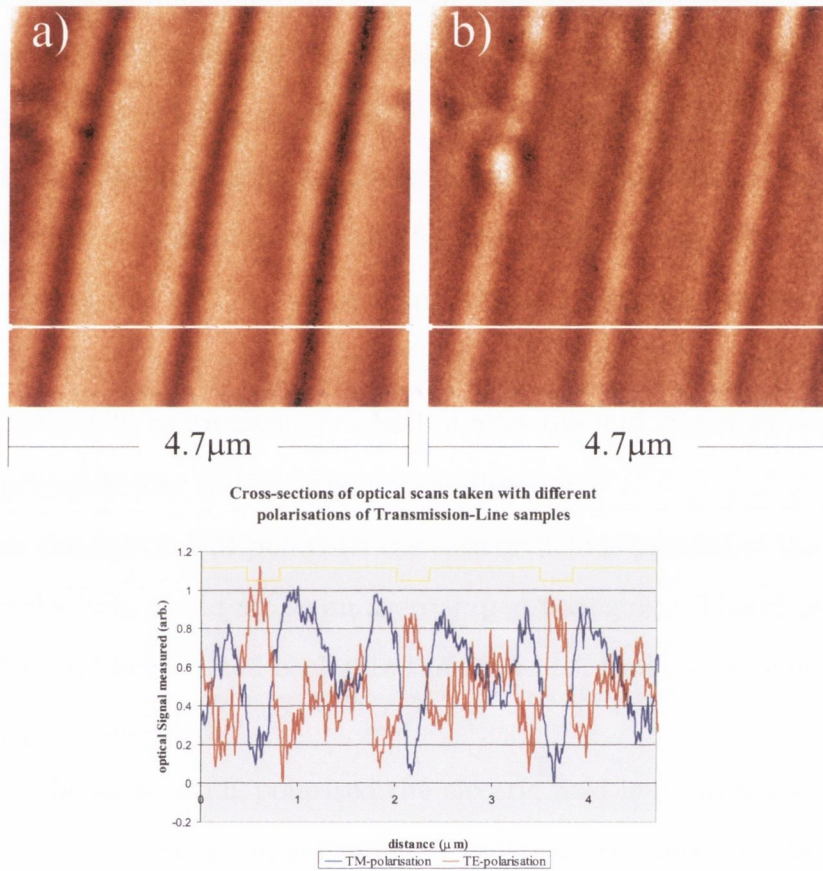 a)
b)
4.7μm
4.7μm
Cross-sections of optical scans taken with different
polarisations of Transmission-Line samples
1.2
1
0.8
0.6
0.4
0.2
0
-0.2
optical Signal measured (arb.)
0 1 2 3 4
distance (μ m)
TM-polarisation TE-polarisation